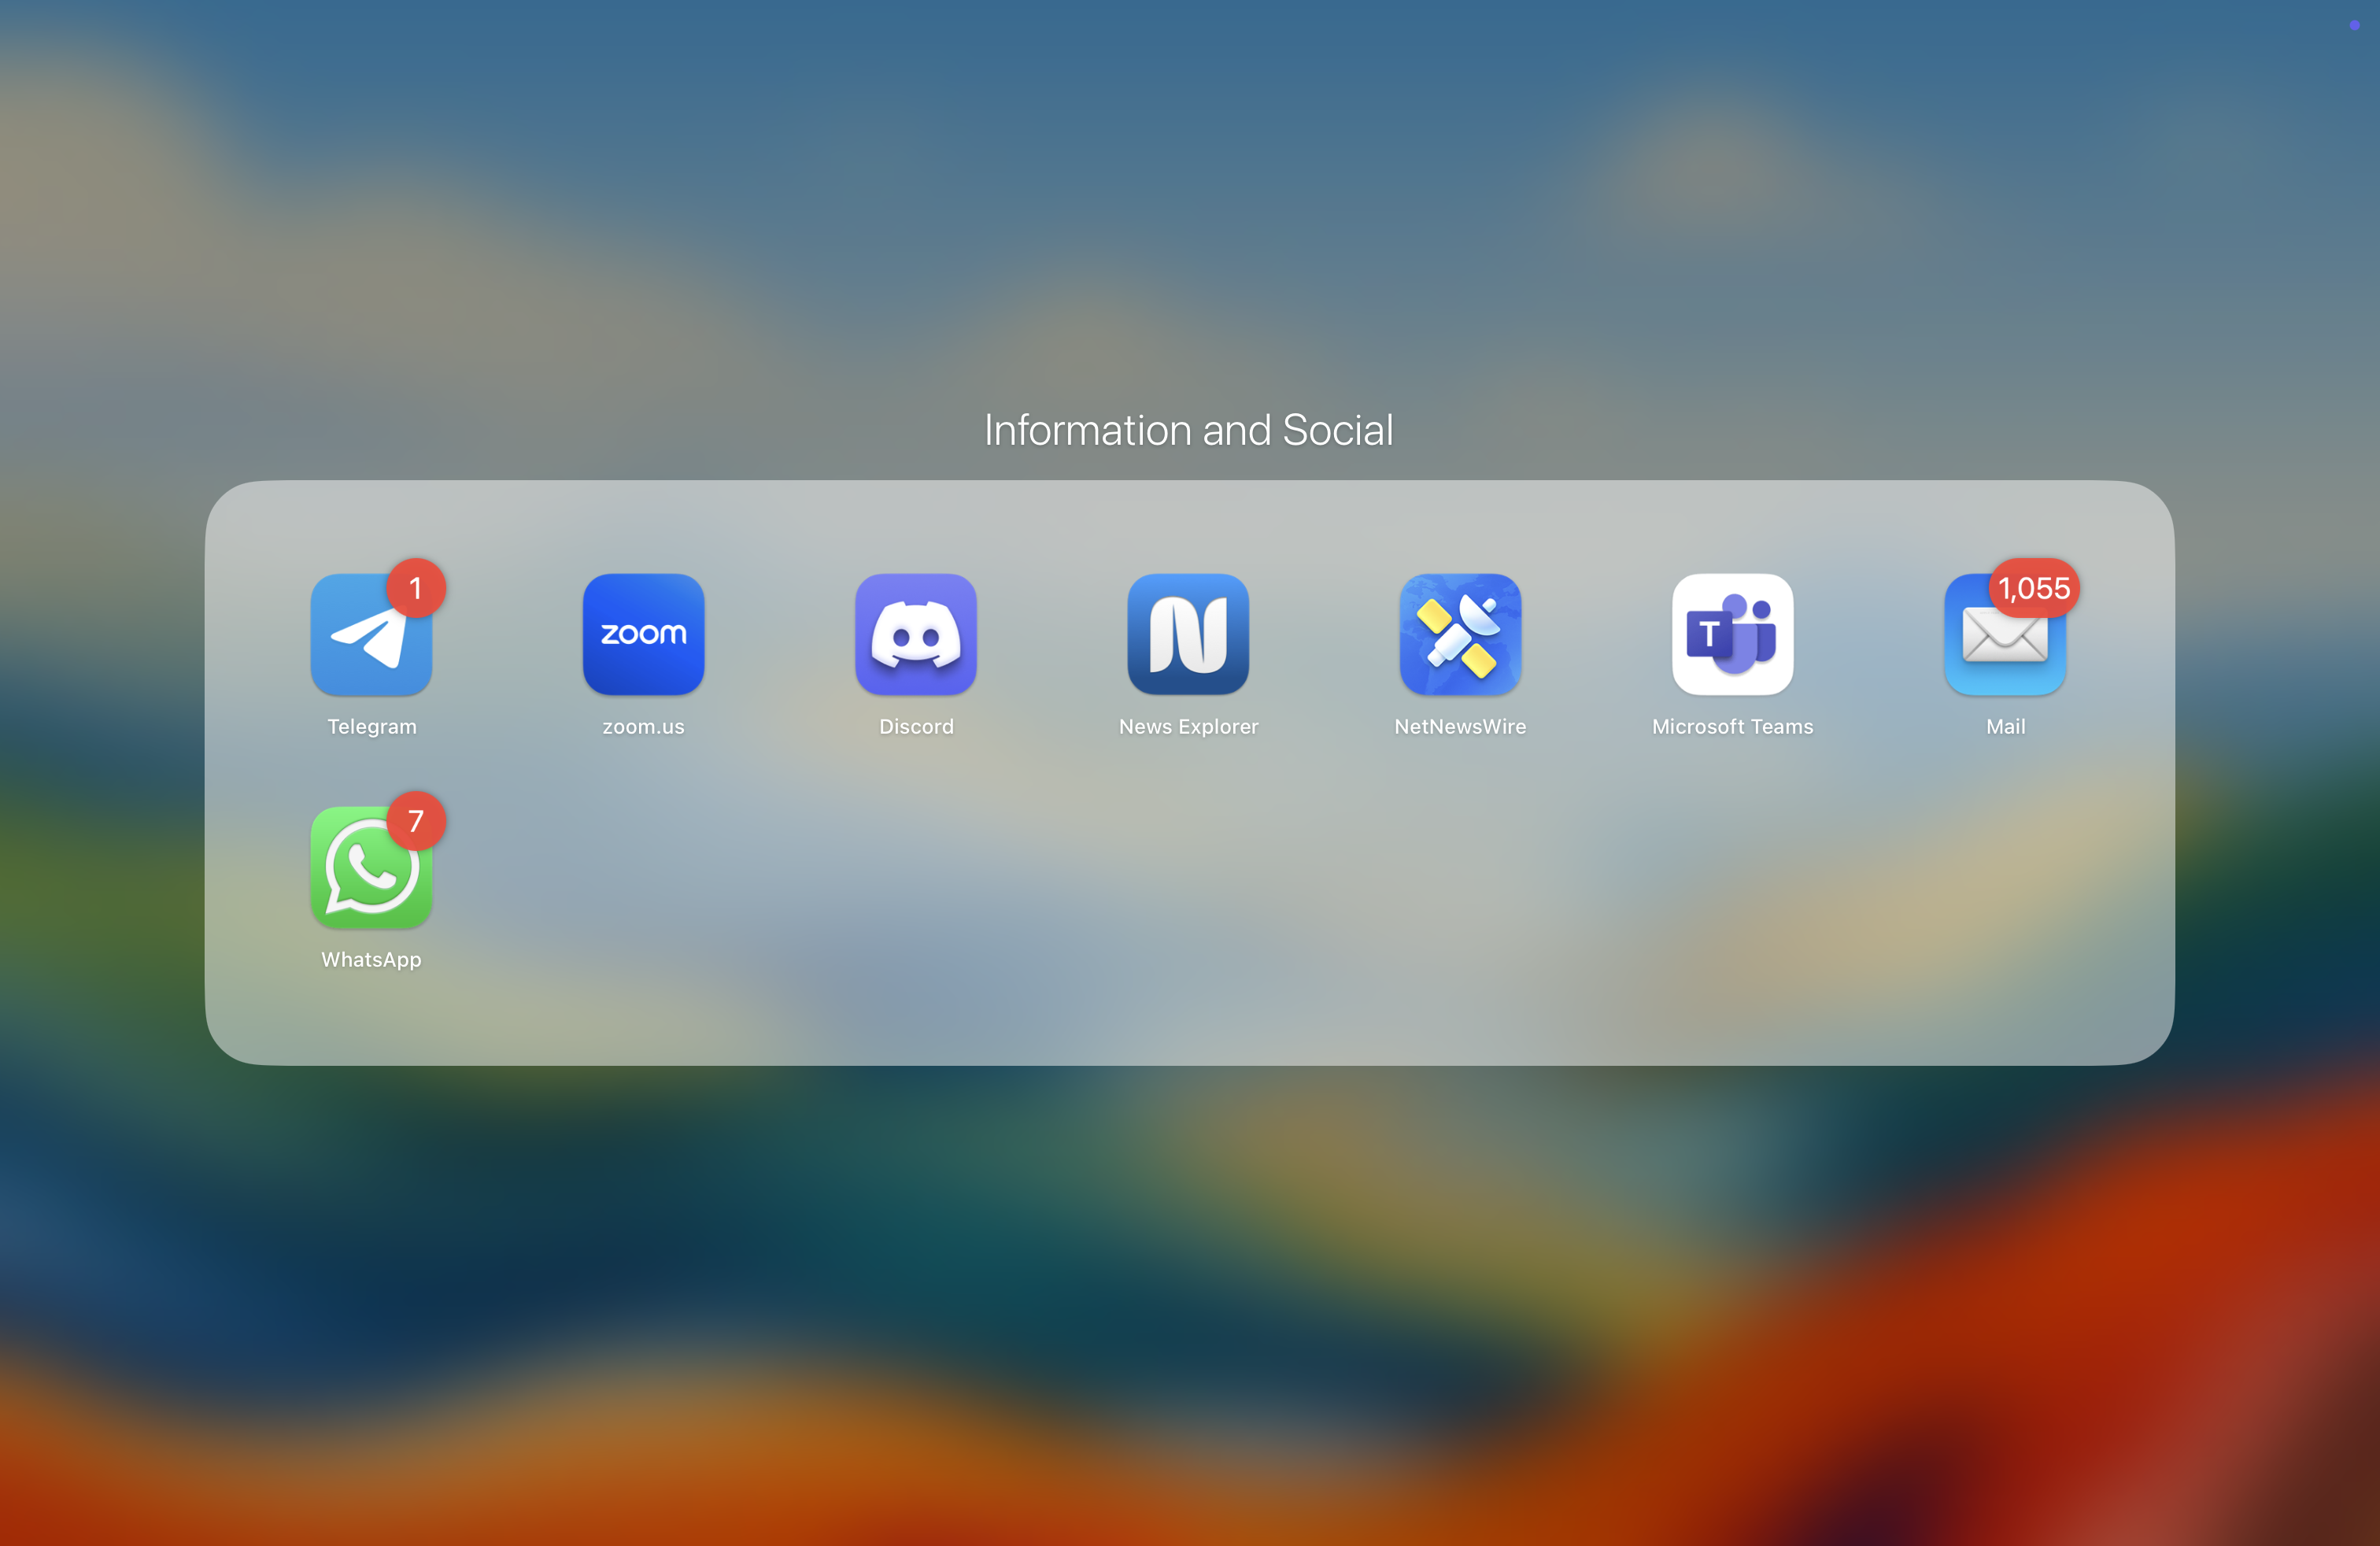 Information and Social
1
zoom
T
1,055
Telegram
zoom.us
Discord
News Explorer
NetNewsWire
Microsoft Teams
Mail
7
WhatsApp